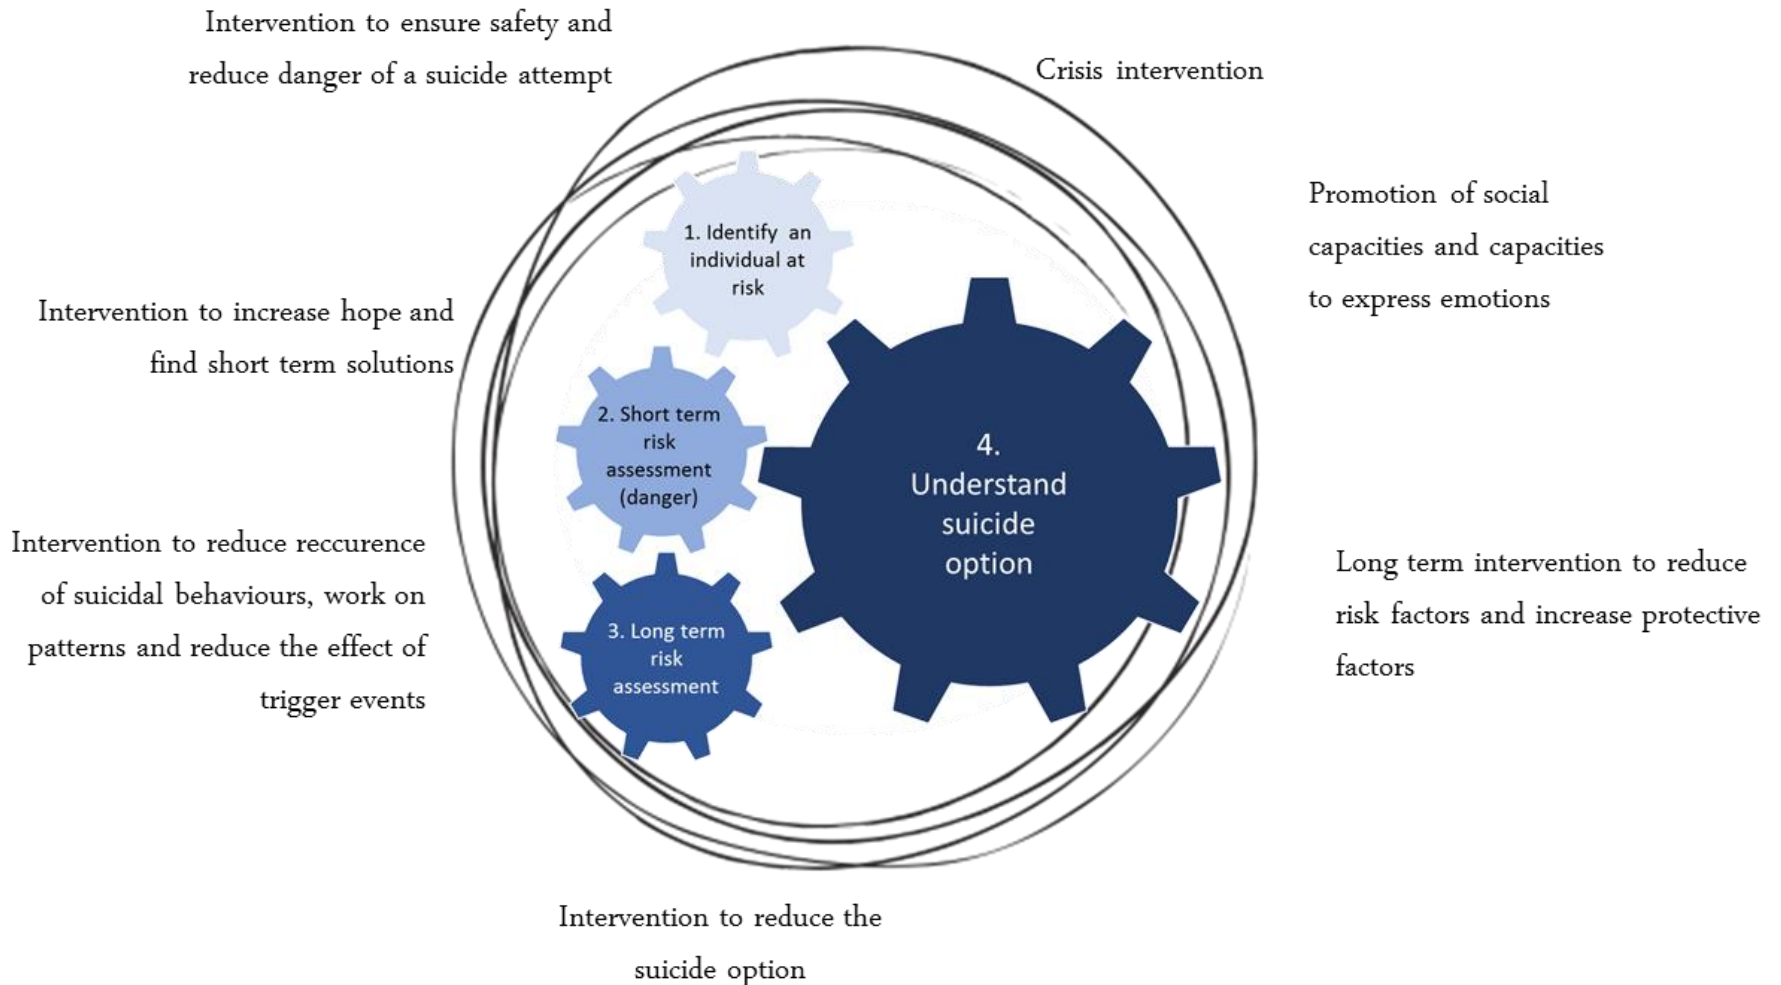 Intervention to ensure safety and
reduce danger of a suicide attempt
Crisis intervention
Promotion of social
capacities and capacities
to express emotions
1. Identify an
individual at
risk
Intervention to increase hope and
find short term solutions
2. Short term
risk
assessment
(danger)
4.
Understand
suicide
option
Intervention to reduce reccurence
of suicidal behaviours, work on
patterns and reduce the effect of
trigger events
3. Long term
risk
assessment
Long term intervention to reduce
risk factors and increase protective
factors
Intervention to reduce the
suicide option